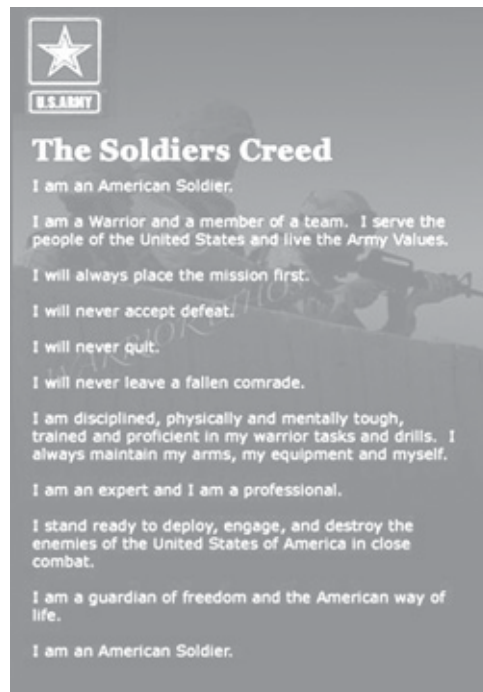 U.S.ARMY
The Soldiers Creed
I am an American Soldier.
I am a Warrior and a member of a team. I serve the
people of the United States and live the Army Values.
I will always place the mission first.
I will never accept defeat.
I will never quit.
WARRIOR ETHOS
I will never leave a fallen comrade.
I am disciplined, physically and mentally tough,
trained and proficient in my warrior tasks and drills. I
always maintain my arms, my equipment and myself.
I am an expert and I am a professional.
I stand ready to deploy, engage, and destroy the
enemies of the United States of America in close
combat.
I am a guardian of freedom and the American way of
life.
I am an American Soldier.